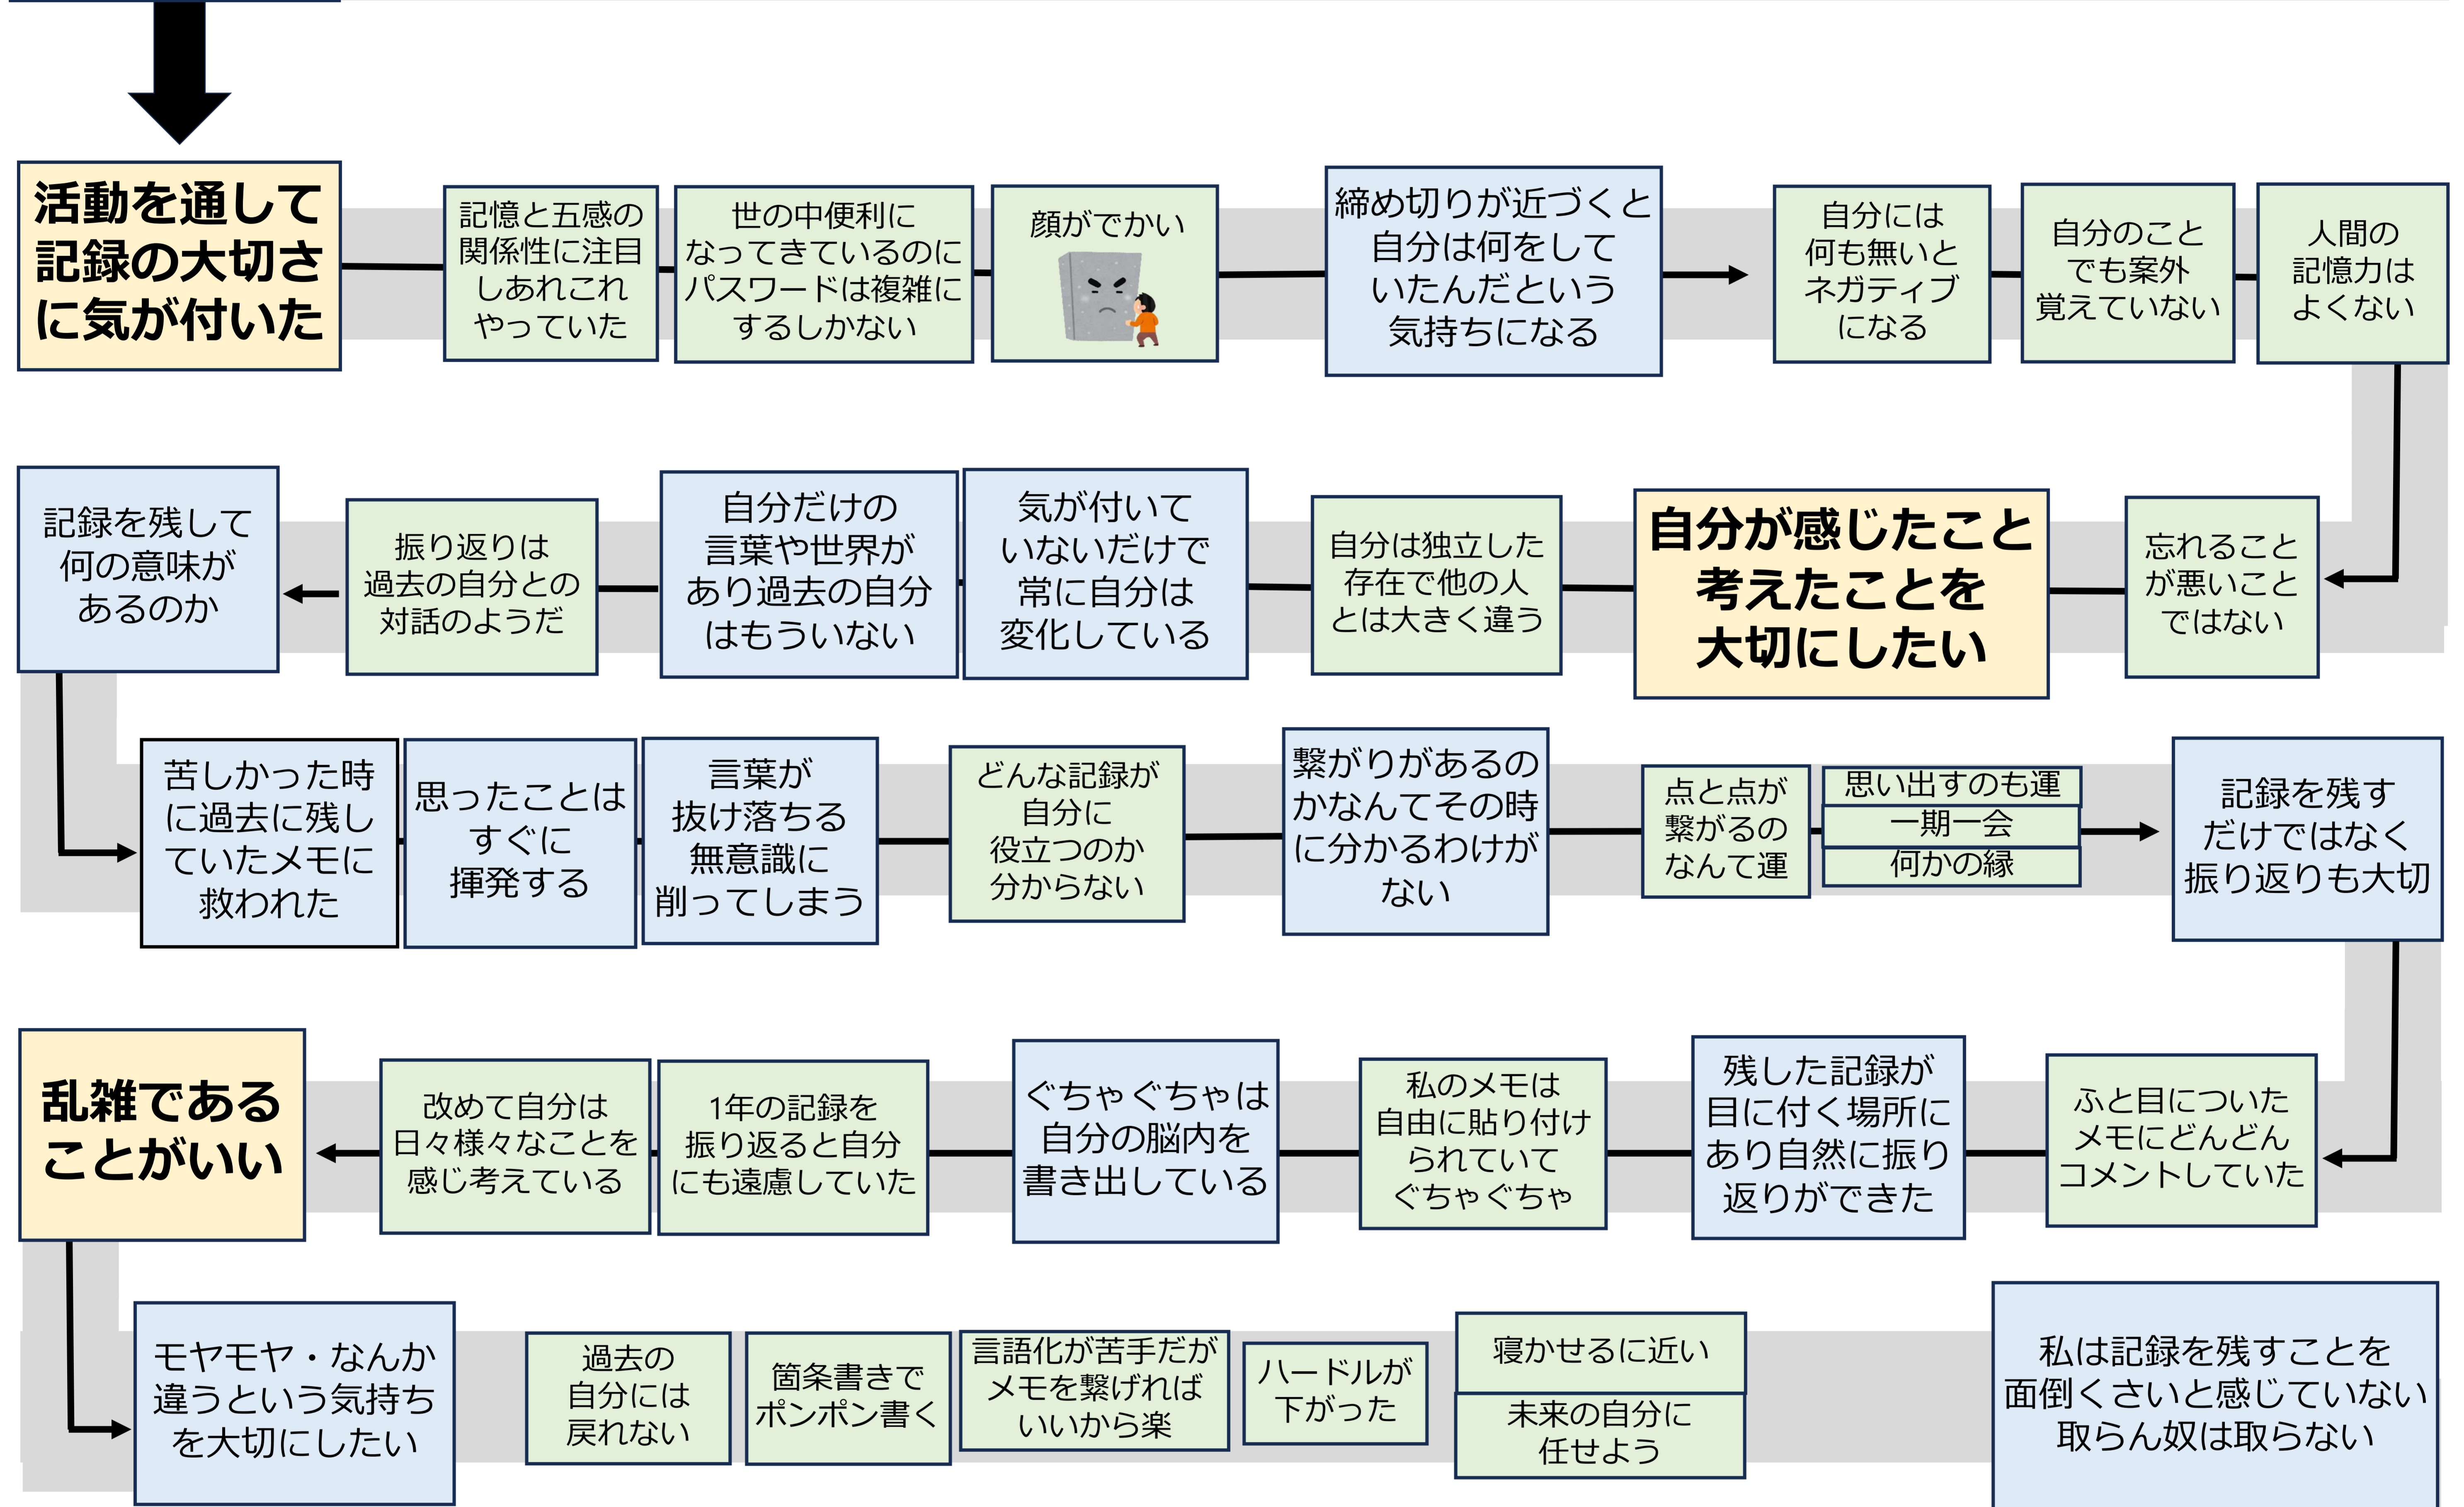 活動を通して
記録の大切さ
に気が付いた
記憶と五感の
関係性に注目
しあれこれ
やっていた
世の中便利に
なってきているのに
パスワードは複雑に
するしかない
顔がでかい
締め切りが近づくと
自分は何をして
いたんだという
気持ちになる
自分には
何も無いと
ネガティブ
になる
自分のこと
でも案外
覚えていない
人間の
記憶力は
よくない
忘れること
が悪いこと
ではない
自分が感じたこと
考えたことを
大切にしたい
自分は独立した
存在で他の人
とは大きく違う
気が付いて
いないだけで
常に自分は
変化している
自分だけの
言葉や世界が
あり過去の自分
はもういない
振り返りは
過去の自分との
対話のようだ
記録を残して
何の意味が
あるのか
苦しかった時
に過去に残し
ていたメモに
救われた
思ったことは
すぐに
揮発する
言葉が
抜け落ちる
無意識に
削ってしまう
どんな記録が
自分に
役立つのか
分からない
繋がりがあるの
かなんてその時
に分かるわけが
ない
点と点が
繋がるの
なんて運
思い出すのも運
一期一会
何かの縁
記録を残す
だけではなく
振り返りも大切
ふと目についた
メモにどんどん
コメントしていた
残した記録が
目に付く場所に
あり自然に振り
返りができた
私のメモは
自由に貼り付け
られていて
ぐちゃぐちゃ
ぐちゃぐちゃは
自分の脳内を
書き出している
1年の記録を
振り返ると自分
にも遠慮していた
改めて自分は
日々様々なことを
感じ考えている
乱雑である
ことがいい
モヤモヤ・なんか
違うという気持ち
を大切にしたい
過去の
自分には
戻れない
箇条書きで
ポンポン書く
言語化が苦手だが
メモを繋げれば
いいから楽
ハードルが
下がった
寝かせるに近い
未来の自分に
任せよう
私は記録を残すことを
面倒くさいと感じていない
取らん奴は取らない